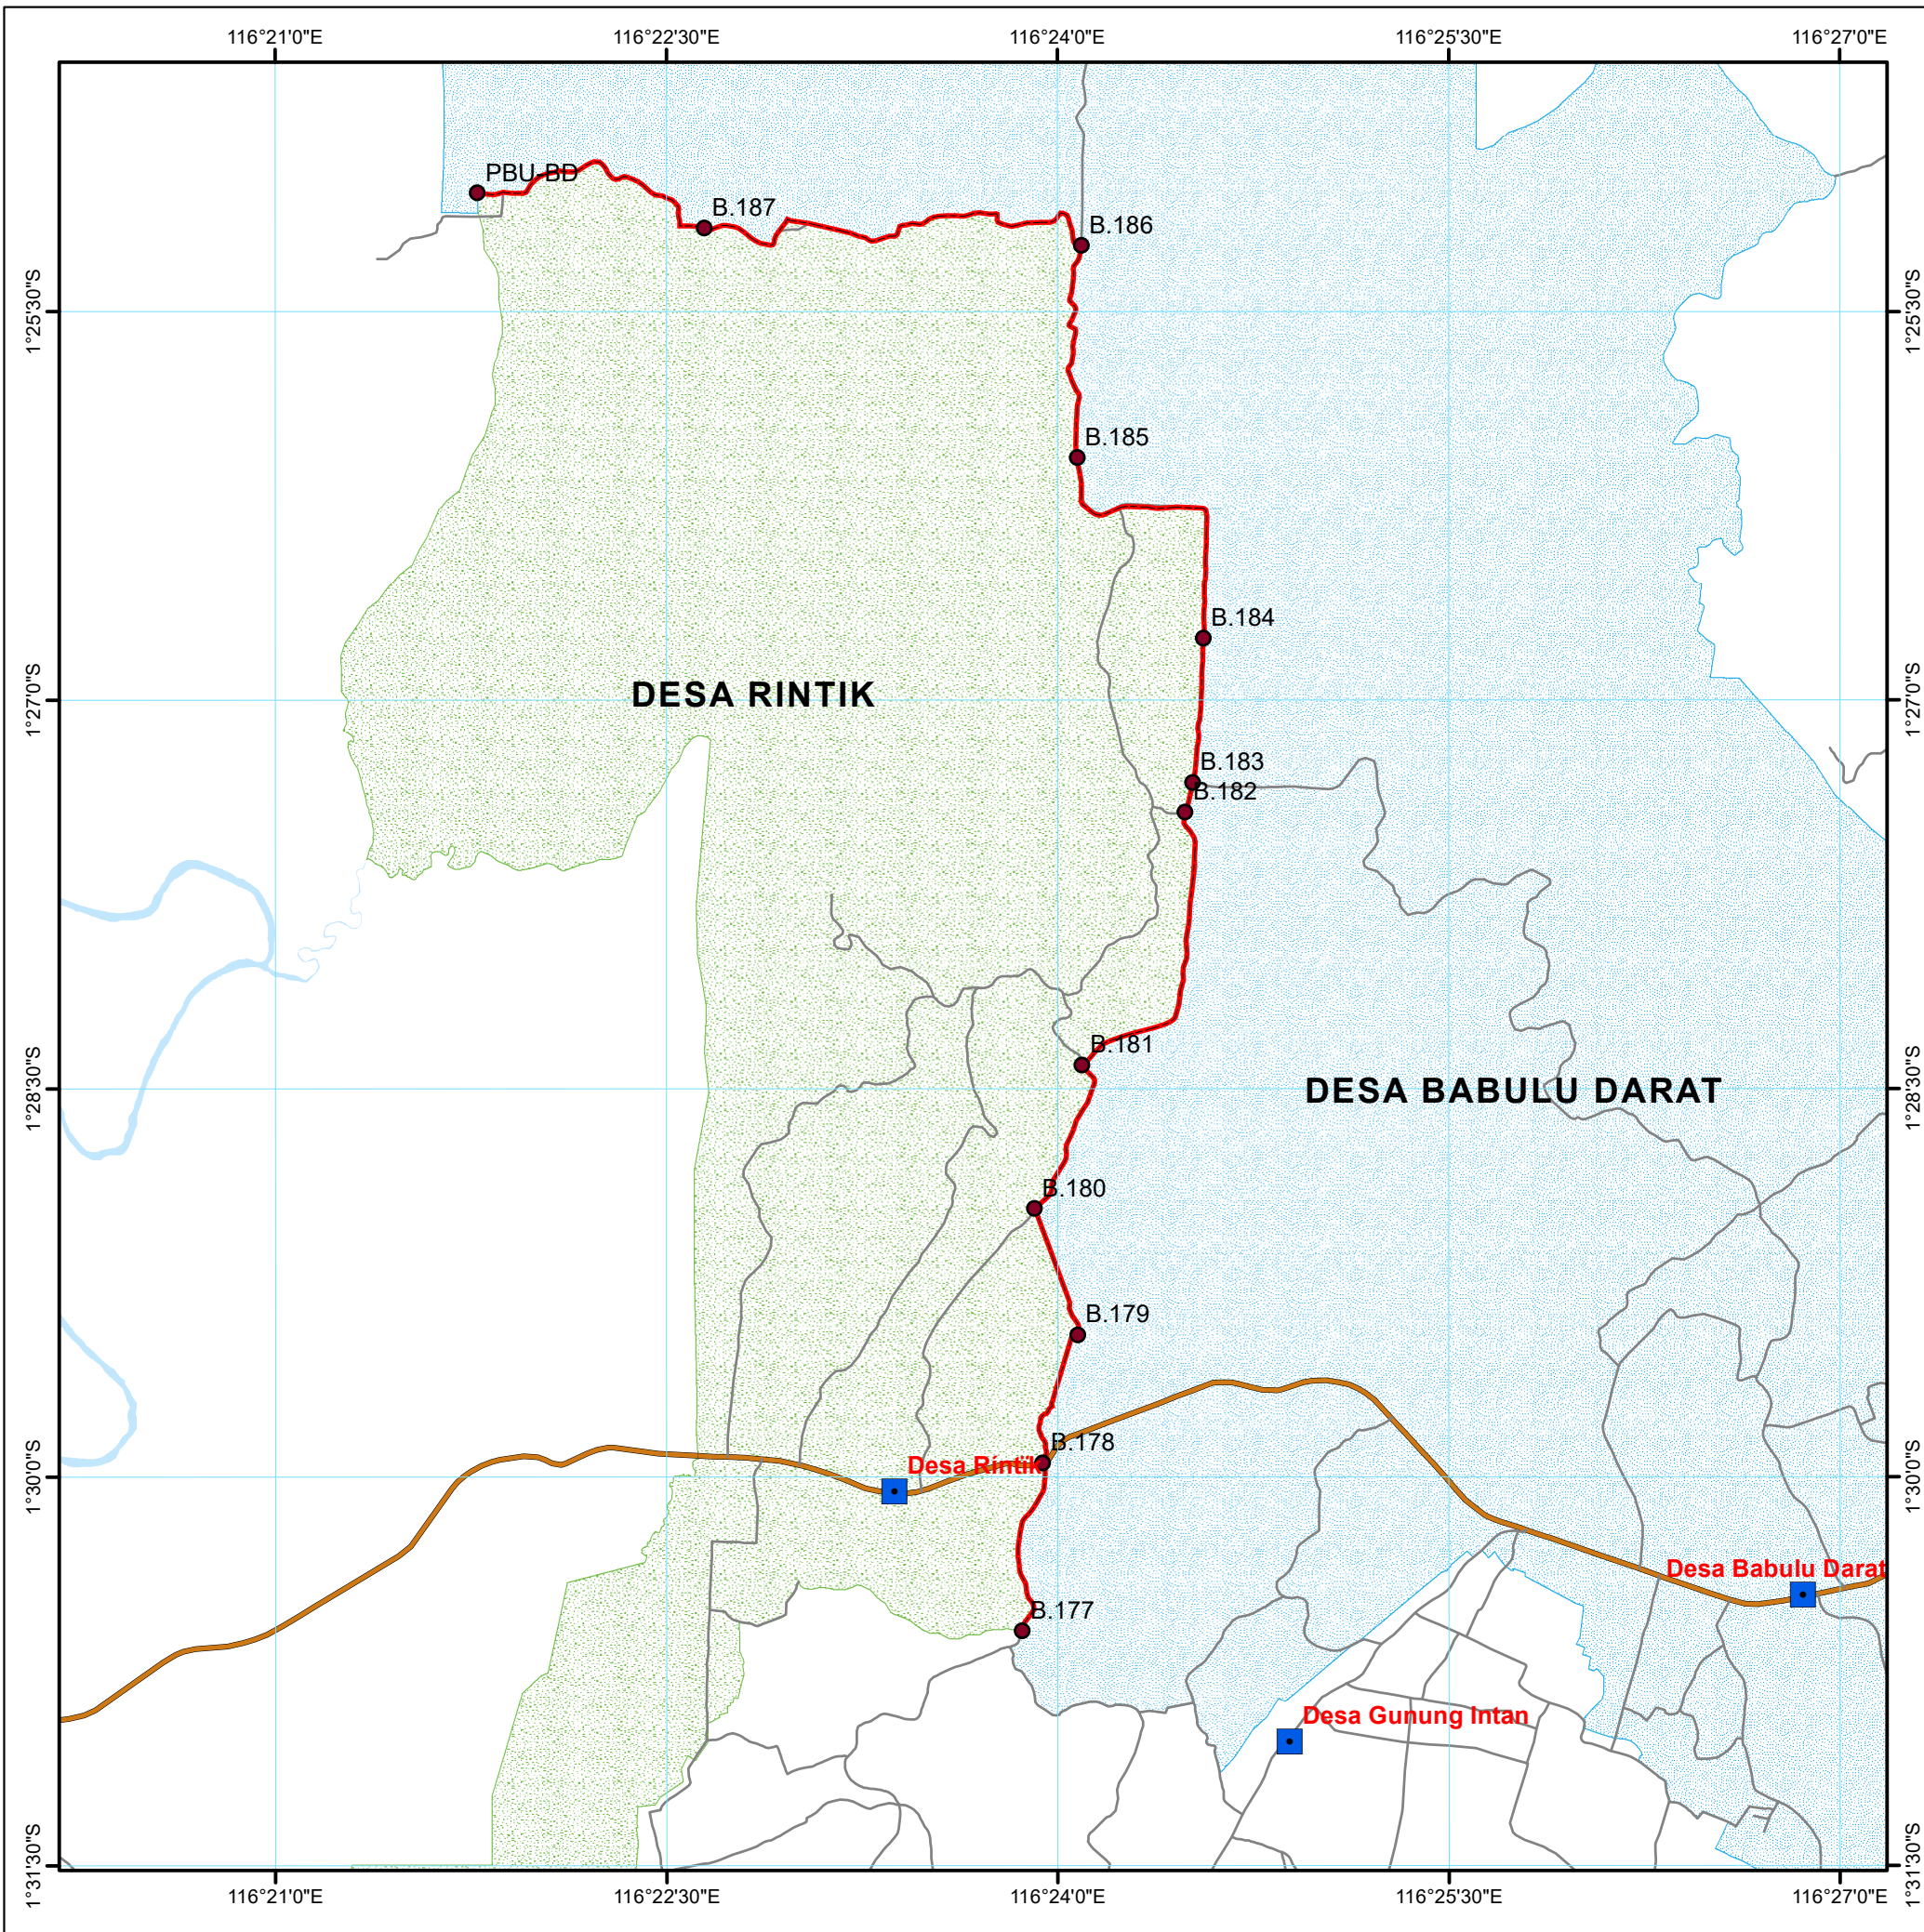 116°21'0"E
116°22'30"E
116°24'0"E
116°25'30"E
116°27'0"E
PBU-BD
B.187
B.186
1°25'30"S
1°25'30"S
B.185
B.184
DESA RINTIK
1°27'0"S
1°27'0"S
B.183
B.182
B.181
DESA BABULU DARAT
1°28'30"S
1°28'30"S
B.180
B.179
B.178
Desa Rintik
1°30'0"S
1°30'0"S
Desa Babulu Darat
B.177
Desa Gunung Intan
1°31'30"S
1°31'30"S
116°21'0"E
116°22'30"E
116°24'0"E
116°25'30"E
116°27'0"E